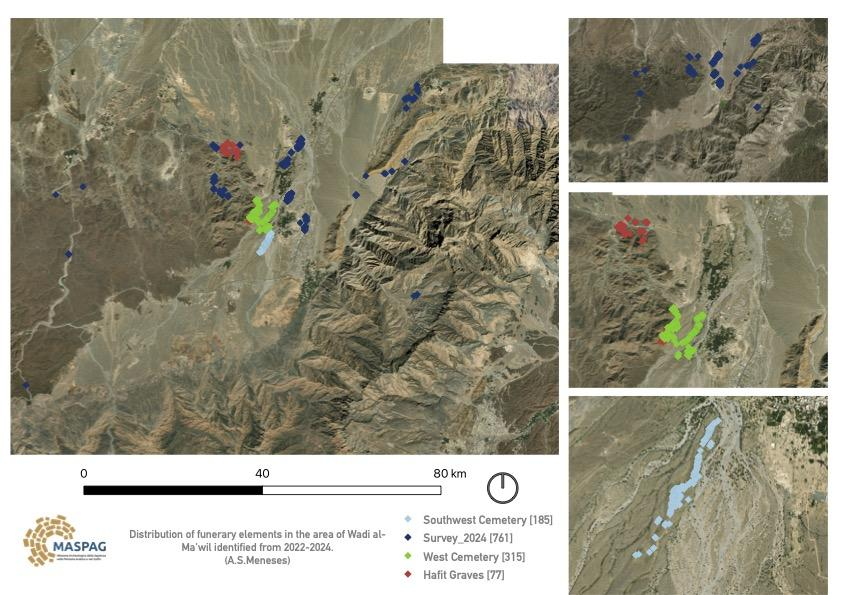 0 40 80 km
MASPAG
Distribution of funerary elements in the area of Wadi al-
Ma'wil identified from 2022-2024.
(A.S.Meneses)
Southwest Cemetery [185]
Survey_2024 [761]
West Cemetery [315]
Hafit Graves [77]